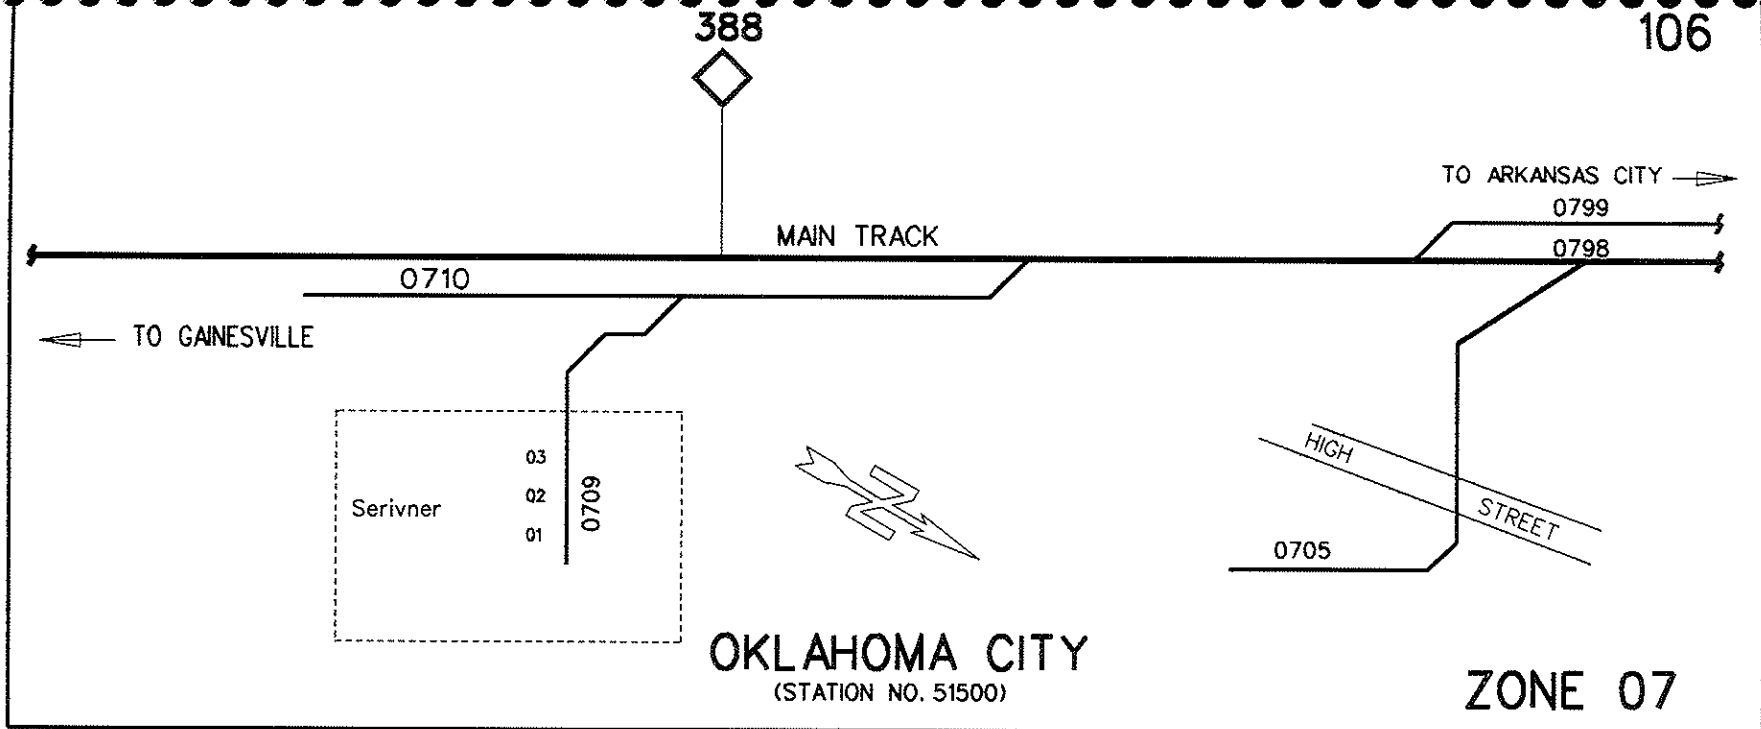 388
106
TO ARKANSAS CITY
0799
MAIN TRACK
0798
0710
TO GAINESVILLE
HIGH STREET
03
02
01
Serivner
0709
N
0705
OKLAHOMA CITY
(STATION NO. 51500)
ZONE 07